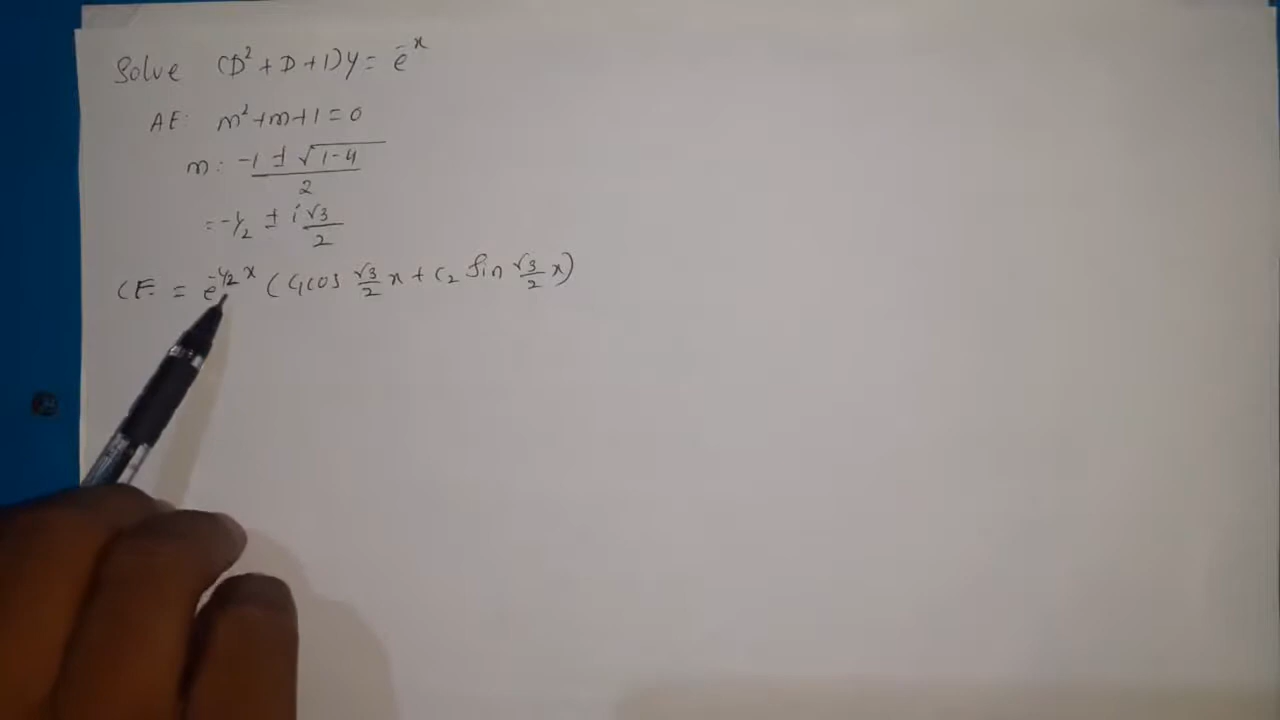 Solve (D² + D + 1)y = e⁻ˣ
AE: m² + m + 1 = 0
m: -1 ± √1-4 / 2
= -1/2 ± i √3/2
CF = e^-1/2 x (C₁cos √3/2 x + C₂ sin √3/2 x)